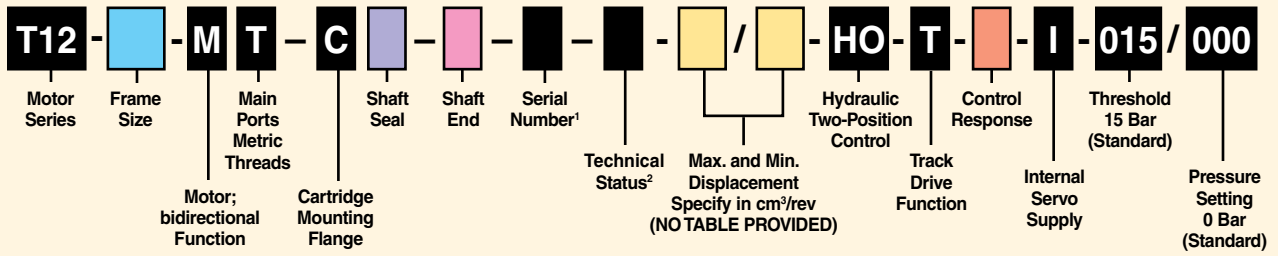 T12 - - M T – C – – – - / - HO - T - - I - 015 / 000
Motor
Series
Frame
Size
Motor;
bidirectional
Function
Main
Ports
Metric
Threads
Cartridge
Mounting
Flange
Shaft
Seal
Shaft
End
Serial
Number¹
Technical
Status²
Max. and Min.
Displacement
Specify in cm³/rev
(NO TABLE PROVIDED)
Hydraulic
Two-Position
Control
Track
Drive
Function
Control
Response
Internal
Servo
Supply
Threshold
15 Bar
(Standard)
Pressure
Setting
0 Bar
(Standard)